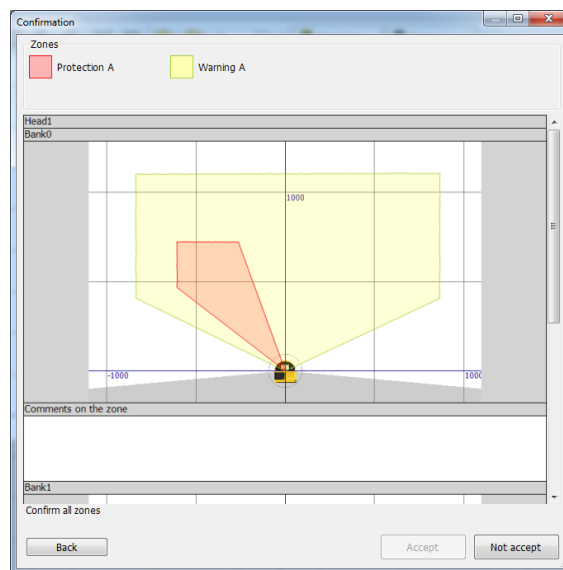 Confirmation
Zones
Protection A
Warning A
Head1
Bank0
1000
-1000
1000
Comments on the zone
Bank1
Confirm all zones
Back
Accept
Not accept